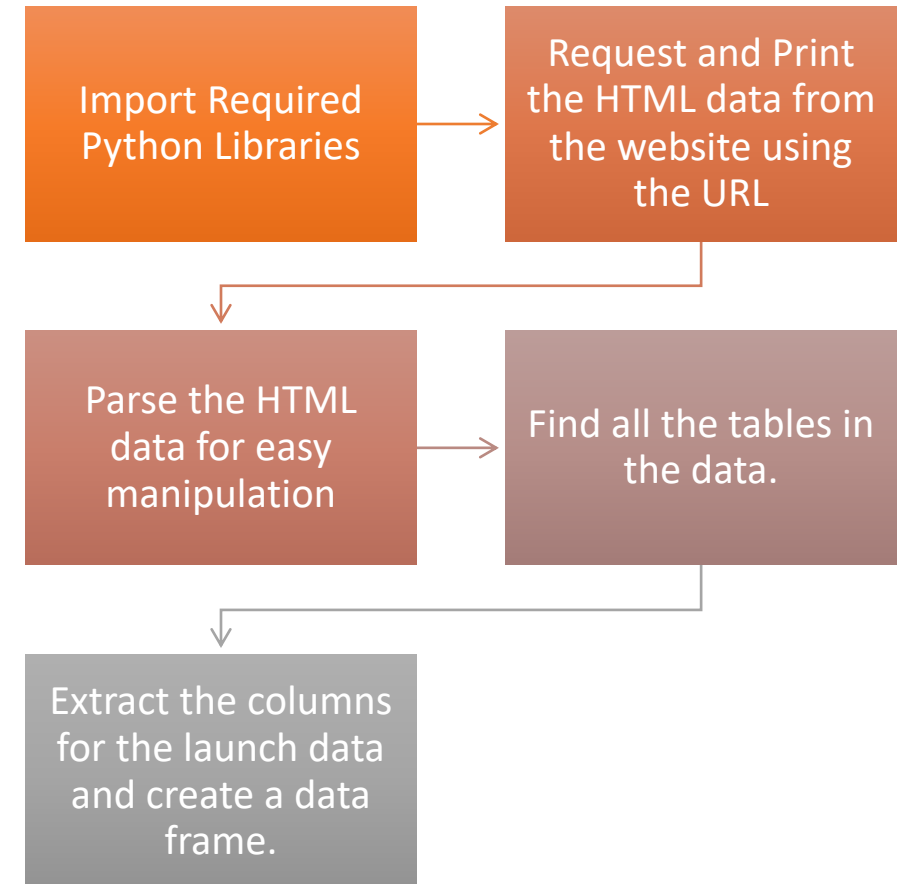 Import Required
Python Libraries
Request and Print
the HTML data from
the website using
the URL
Parse the HTML
data for easy
manipulation
Find all the tables in
the data.
Extract the columns
for the launch data
and create a data
frame.